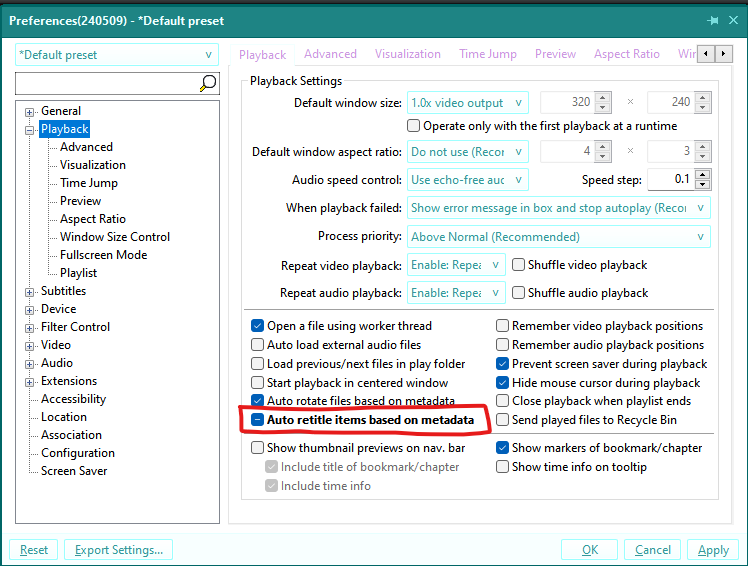 Preferences(240509) - *Default preset
*Default preset
Playback Advanced Visualization Time Jump Preview Aspect Ratio Win
General
Playback
Advanced
Visualization
Time Jump
Preview
Aspect Ratio
Window Size Control
Fullscreen Mode
Playlist
Subtitles
Device
Filter Control
Video
Audio
Extensions
Accessibility
Location
Association
Configuration
Screen Saver
Playback Settings
Default window size: 1.0x video output 320 × 240
Operate only with the first playback at a runtime
Default window aspect ratio: Do not use (Recor 4 × 3
Audio speed control: Use echo-free auc Speed step: 0.1
When playback failed: Show error message in box and stop autoplay (Recor
Process priority: Above Normal (Recommended)
Repeat video playback: Enable: Repea Shuffle video playback
Repeat audio playback: Enable: Repea Shuffle audio playback
Open a file using worker thread
Auto load external audio files
Load previous/next files in play folder
Start playback in centered window
Auto rotate files based on metadata
Auto retitle items based on metadata
Remember video playback positions
Remember audio playback positions
Prevent screen saver during playback
Hide mouse cursor during playback
Close playback when playlist ends
Send played files to Recycle Bin
Show thumbnail previews on nav. bar
Include title of bookmark/chapter
Include time info
Show markers of bookmark/chapter
Show time info on tooltip
Reset Export Settings... OK Cancel Apply